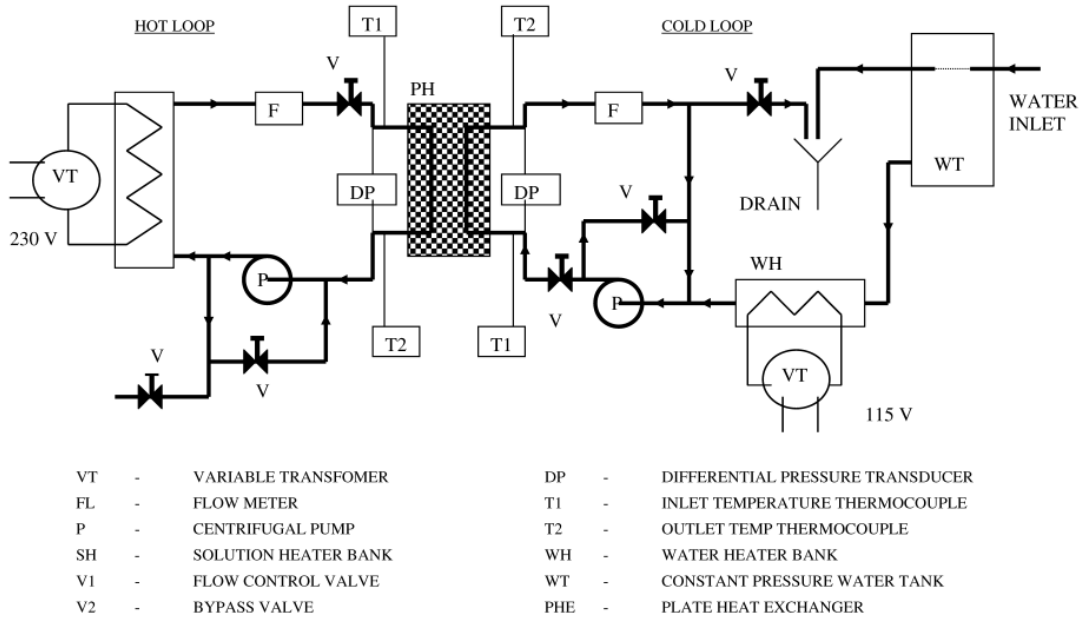 T1
T2
HOT LOOP
COLD LOOP
V
PH
V
F
F
WATER
INLET
VT
DP
DP
V
WT
DRAIN
230 V
WH
P
P
V
T2
T1
V
V
VT
115 V
VT - VARIABLE TRANSFOMER
FL - FLOW METER
P - CENTRIFUGAL PUMP
SH - SOLUTION HEATER BANK
V1 - FLOW CONTROL VALVE
V2 - BYPASS VALVE
DP - DIFFERENTIAL PRESSURE TRANSDUCER
T1 - INLET TEMPERATURE THERMOCOUPLE
T2 - OUTLET TEMP THERMOCOUPLE
WH - WATER HEATER BANK
WT - CONSTANT PRESSURE WATER TANK
PHE - PLATE HEAT EXCHANGER